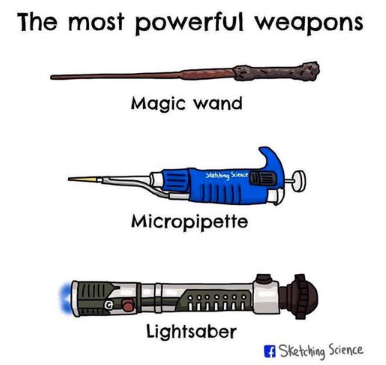 The most powerful weapons
Magic wand
Sketching Science
Micropipette
Lightsaber
f Sketching Science